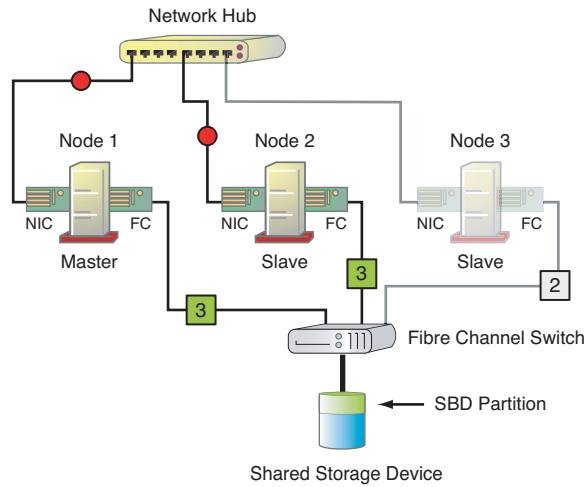 Network Hub
Node 1
Node 2
Node 3
NIC
FC
NIC
FC
NIC
FC
Master
Slave
Slave
3
3
2
Fibre Channel Switch
SBD Partition
Shared Storage Device